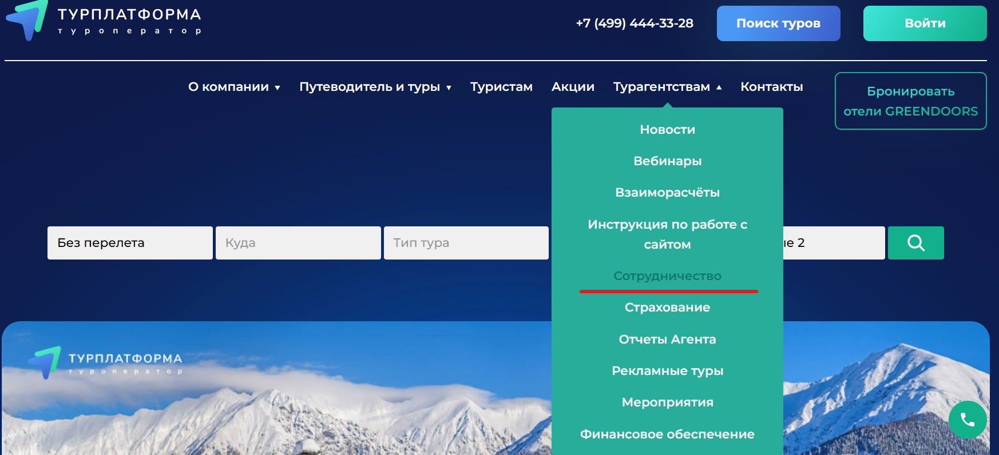 ТУРПЛАТФОРМА
туроператор
+7 (499) 444-33-28
Поиск туров
Войти
О компании ▼
Путеводитель и туры ▼
Туристам
Акции
Турагентствам ▲
Контакты
Бронировать
отели GREENDOORS
Новости
Вебинары
Взаиморасчёты
Инструкция по работе с
сайтом
Сотрудничество
Страхование
Отчеты Агента
Рекламные туры
Мероприятия
Финансовое обеспечение
Без перелета
Куда
Тип тура
2
ТУРПЛАТФОРМА
туроператор